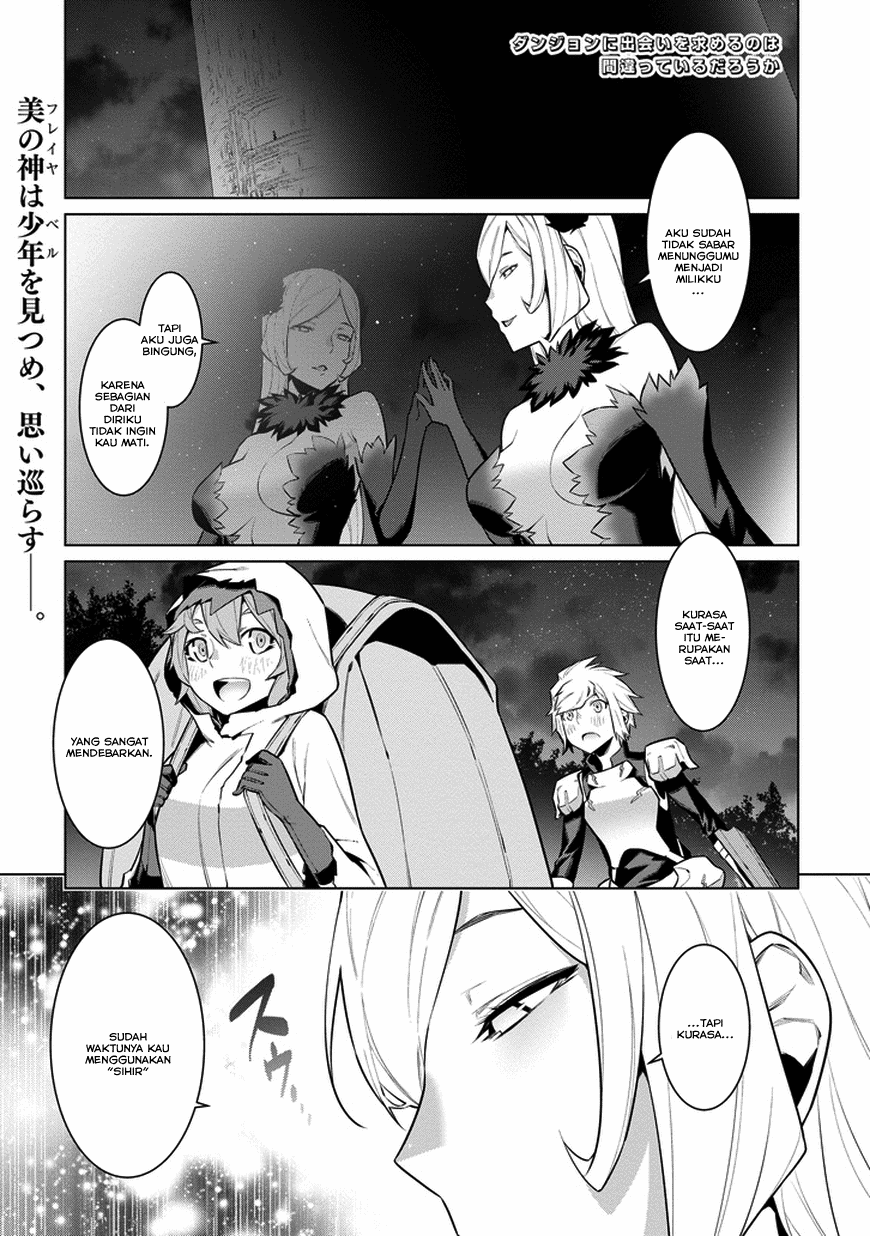 ダンジョンに出会いを求めるのは
間違っているだろうか
美の神は少年を見つめ、思い巡らす――。
フレイヤ
ベル
AKU SUDAH
TIDAK SABAR
MENUNGGUMU
MENJADI
MILIKKU
...
TAPI
AKU JUGA
BINGUNG,
KARENA
SEBAGIAN
DARI
DIRIKU
TIDAK INGIN
KAU MATI.
KURASA
SAAT-SAAT
ITU ME-
RUPAKAN
SAAT...
YANG SANGAT
MENDEBARKAN.
...TAPI
KURASA...
スゥ…
SUDAH
WAKTUNYA KAU
MENGGUNAKAN
"SIHIR"